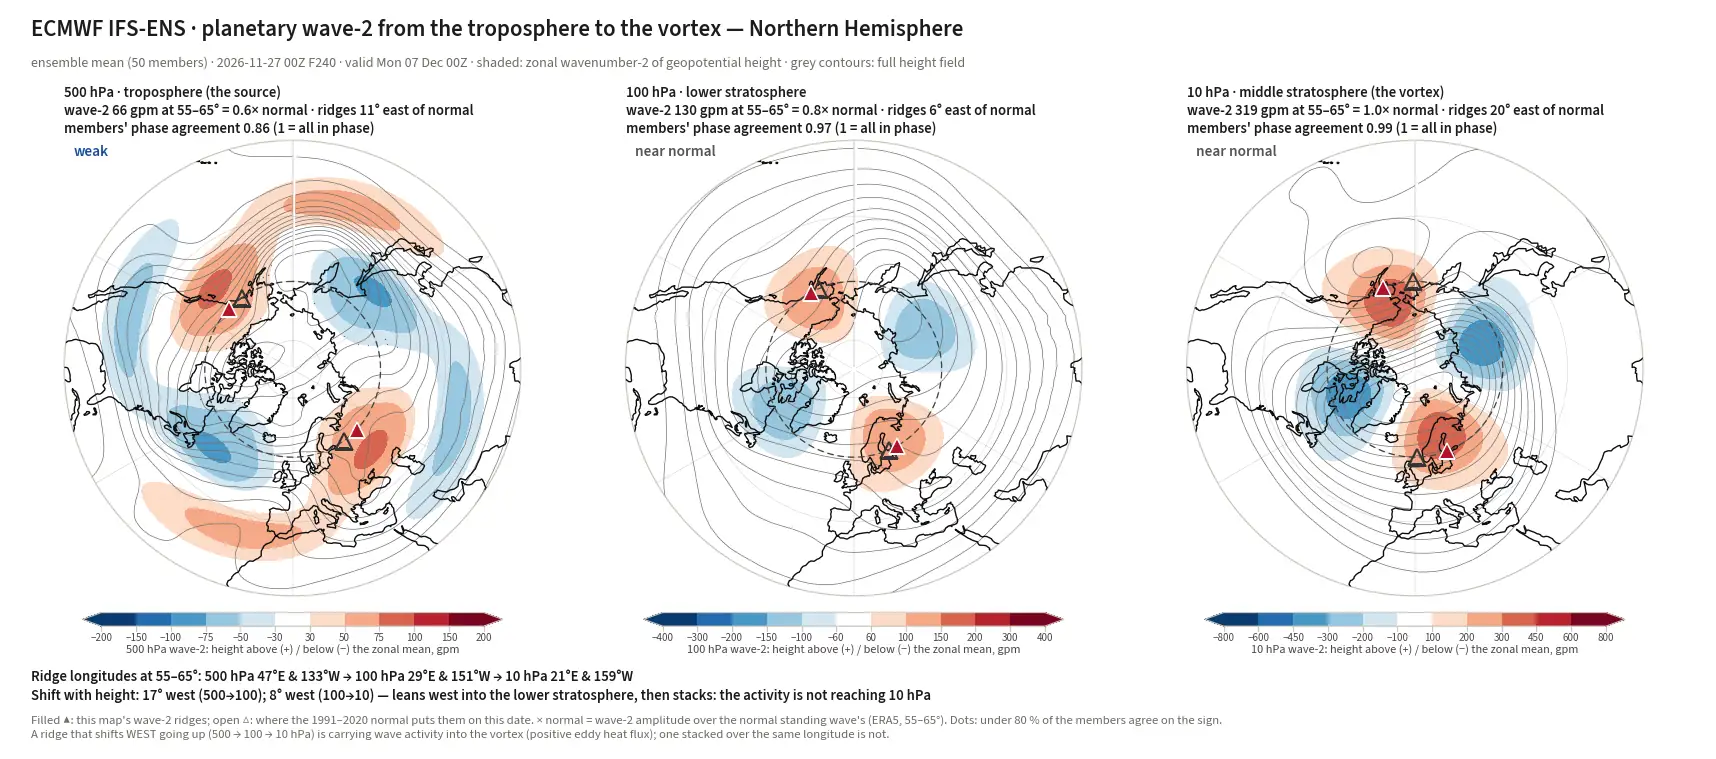 ECMWF IFS-ENS · planetary wave-2 from the troposphere to the vortex — Northern Hemisphere
ensemble mean (50 members) · 2026-11-27 00Z F240 · valid Mon 07 Dec 00Z · shaded: zonal wavenumber-2 of geopotential height · grey contours: full height field
500 hPa · troposphere (the source)
wave-2 66 gpm at 55–65° = 0.6× normal · ridges 11° east of normal
members' phase agreement 0.86 (1 = all in phase)
weak
100 hPa · lower stratosphere
wave-2 130 gpm at 55–65° = 0.8× normal · ridges 6° east of normal
members' phase agreement 0.97 (1 = all in phase)
near normal
10 hPa · middle stratosphere (the vortex)
wave-2 319 gpm at 55–65° = 1.0× normal · ridges 20° east of normal
members' phase agreement 0.99 (1 = all in phase)
near normal
−200 −150 −100 −75 −50 −30 30 50 75 100 150 200
500 hPa wave-2: height above (+) / below (−) the zonal mean, gpm
−400 −300 −200 −150 −100 −60 60 100 150 200 300 400
100 hPa wave-2: height above (+) / below (−) the zonal mean, gpm
−800 −600 −450 −300 −200 −100 100 200 300 450 600 800
10 hPa wave-2: height above (+) / below (−) the zonal mean, gpm
Ridge longitudes at 55–65°: 500 hPa 47°E & 133°W → 100 hPa 29°E & 151°W → 10 hPa 21°E & 159°W
Shift with height: 17° west (500→100); 8° west (100→10) — leans west into the lower stratosphere, then stacks: the activity is not reaching 10 hPa
Filled ▲: this map's wave-2 ridges; open △: where the 1991–2020 normal puts them on this date. × normal = wave-2 amplitude over the normal standing wave's (ERA5, 55–65°). Dots: under 80 % of the members agree on the sign.
A ridge that shifts WEST going up (500 → 100 → 10 hPa) is carrying wave activity into the vortex (positive eddy heat flux); one stacked over the same longitude is not.